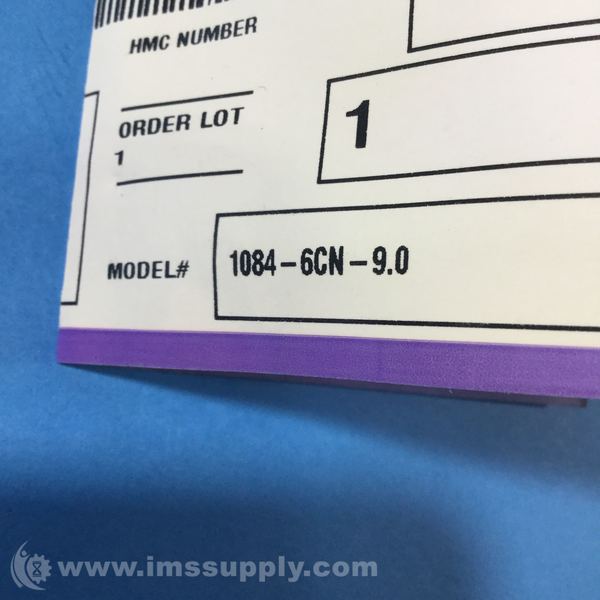 HMC NUMBER
ORDER LOT
1
1
MODEL#
1084-6CN-9.0
www.imssupply.com